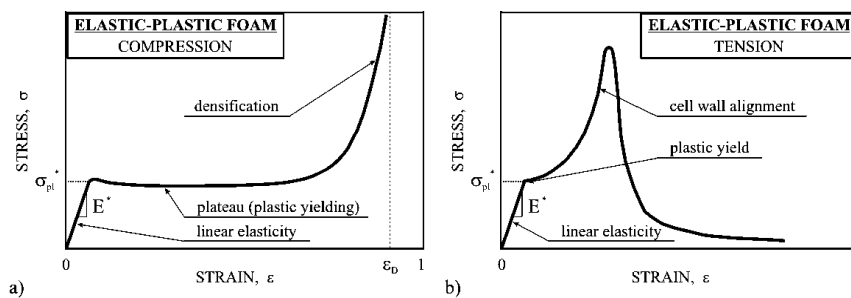 ELASTIC-PLASTIC FOAM
COMPRESSION
STRESS, σ
densification
σpl*
E*
plateau (plastic yielding)
linear elasticity
0
εD
1
STRAIN, ε
a)
ELASTIC-PLASTIC FOAM
TENSION
STRESS, σ
cell wall alignment
plastic yield
σpl*
E*
linear elasticity
0
STRAIN, ε
b)